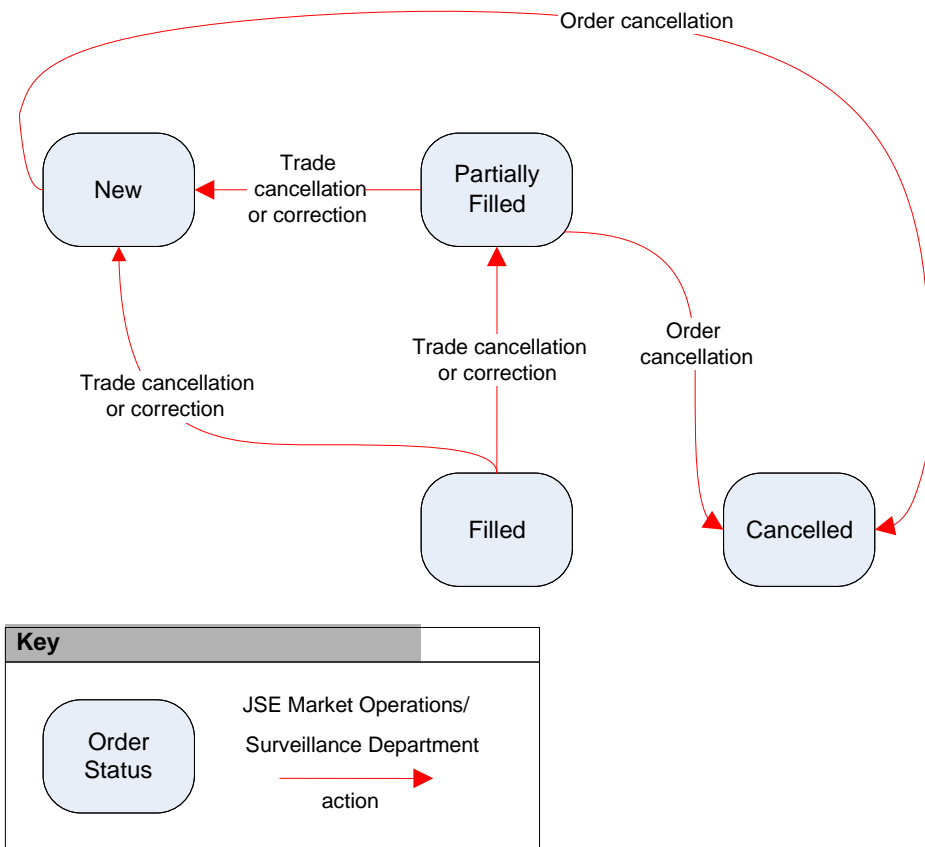 Order cancellation
New
Trade
cancellation
or correction
Partially
Filled
Trade cancellation
or correction
Trade cancellation
or correction
Order
cancellation
Filled
Cancelled
Key
Order
Status
JSE Market Operations/
Surveillance Department
action